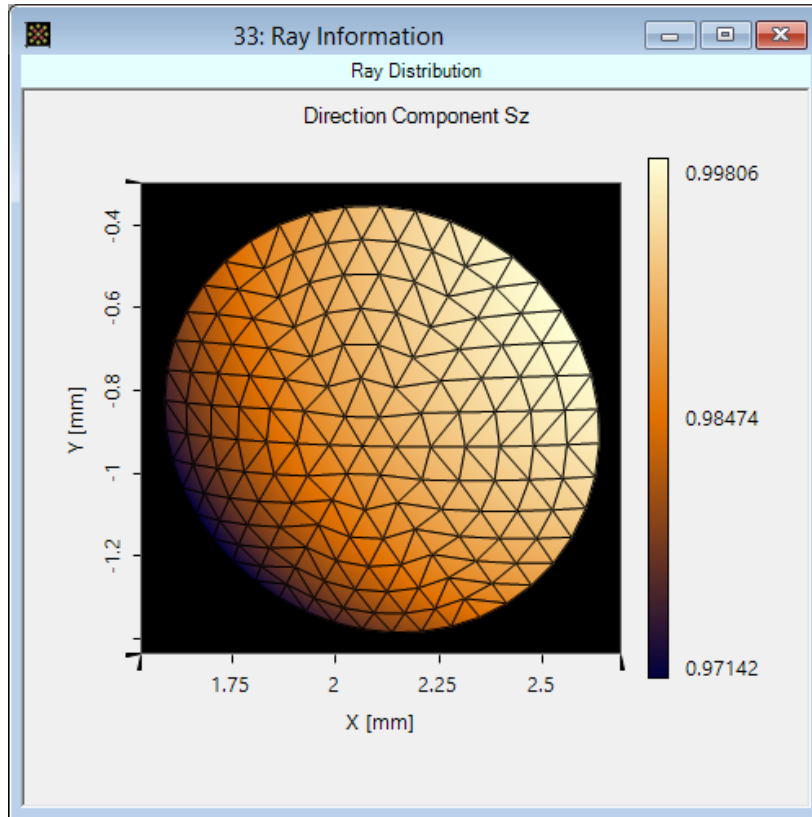 33: Ray Information
Ray Distribution
Direction Component Sz
0.99806
0.98474
0.97142
Y [mm]
-0.4
-0.6
-0.8
-1
-1.2
1.75 2 2.25 2.5
X [mm]